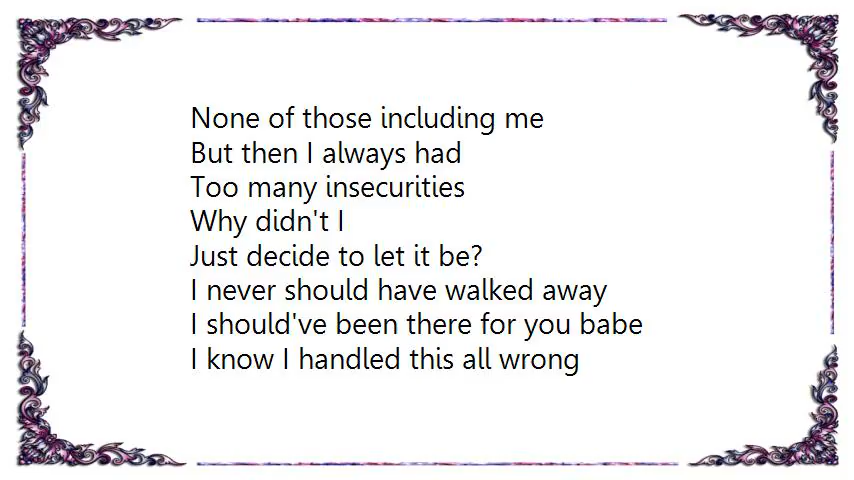 None of those including me
But then I always had
Too many insecurities
Why didn't I
Just decide to let it be?
I never should have walked away
I should've been there for you babe
I know I handled this all wrong